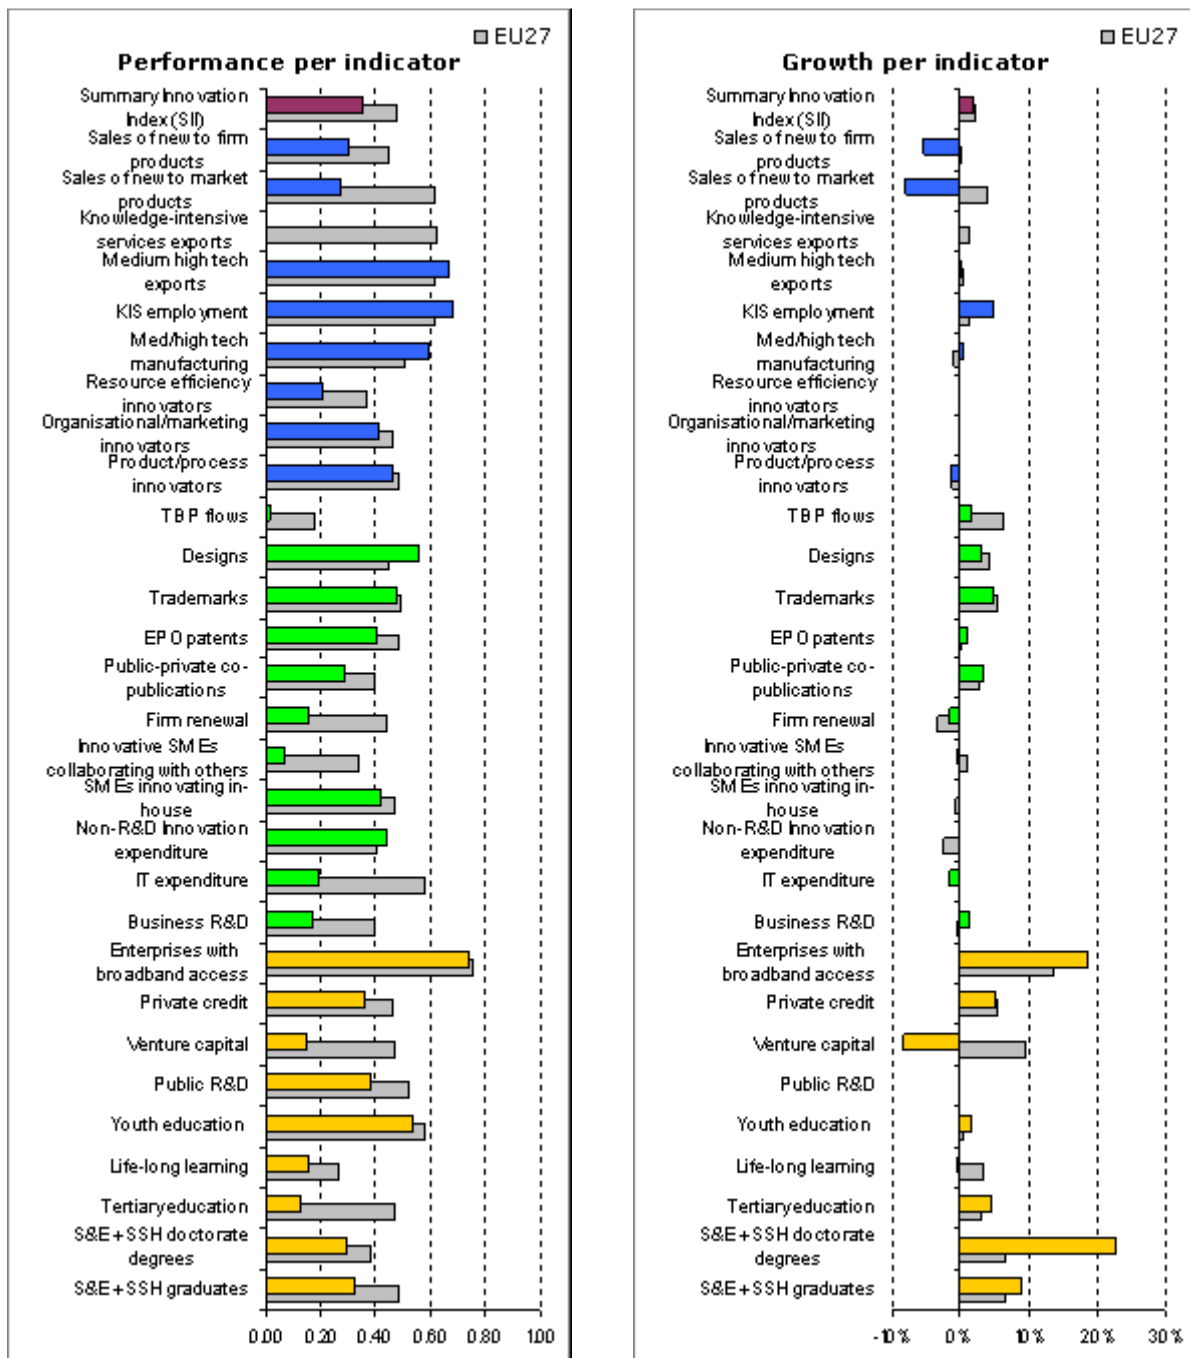 EU27
Performance per indicator
Summary Innovation
Index (SII)
Sales of new to firm
products
Sales of new to market
products
Knowledge-intensive
services exports
Medium high tech
exports
KIS employment
Med/high tech
manufacturing
Resource efficiency
innovators
Organisational/marketing
innovators
Product/process
innovators
TBP flows
Designs
Trademarks
EPO patents
Public-private co-
publications
Firm renewal
Innovative SMEs
collaborating with others
SMEs innovating in-
house
Non-R&D Innovation
expenditure
IT expenditure
Business R&D
Enterprises with
broadband access
Private credit
Venture capital
Public R&D
Youth education
Life-long learning
Tertiary education
S&E+SSH doctorate
degrees
S&E+SSH graduates
0.00 0.20 0.40 0.60 0.80 1.00
EU27
Growth per indicator
Summary Innovation
Index (SII)
Sales of new to firm
products
Sales of new to market
products
Knowledge-intensive
services exports
Medium high tech
exports
KIS employment
Med/high tech
manufacturing
Resource efficiency
innovators
Organisational/marketing
innovators
Product/process
innovators
TBP flows
Designs
Trademarks
EPO patents
Public-private co-
publications
Firm renewal
Innovative SMEs
collaborating with others
SMEs innovating in-
house
Non-R&D Innovation
expenditure
IT expenditure
Business R&D
Enterprises with
broadband access
Private credit
Venture capital
Public R&D
Youth education
Life-long learning
Tertiary education
S&E+SSH doctorate
degrees
S&E+SSH graduates
-10% 0% 10% 20% 30%